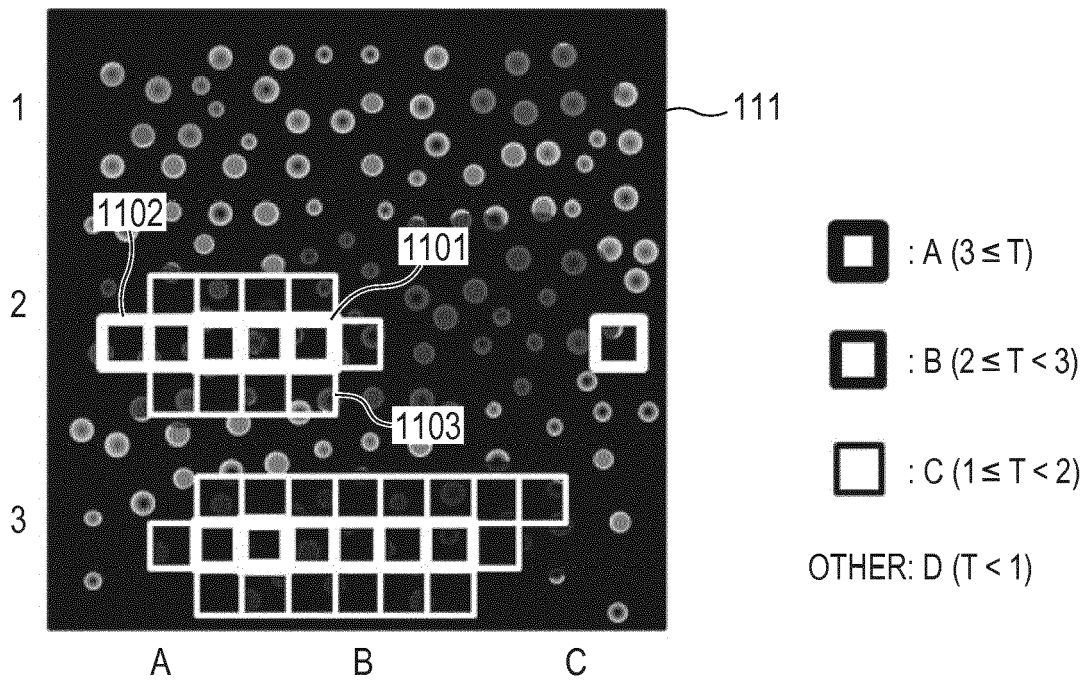 1
111
1102
1101
: A (3 ≤ T)
2
: B (2 ≤ T < 3)
1103
: C (1 ≤ T < 2)
3
OTHER: D (T < 1)
A B C